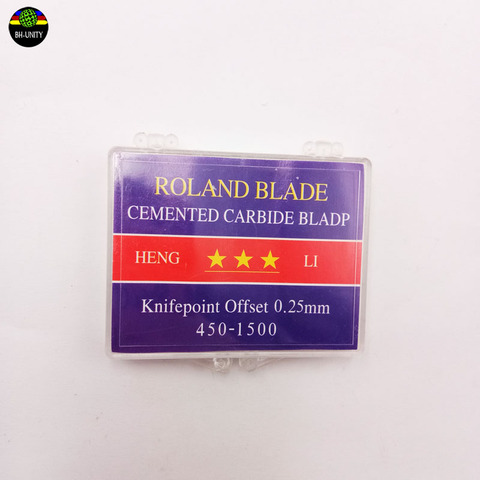 BH-UNITY
ROLAND BLADE
CEMENTED CARBIDE BLADP
HENG ★★★ LI
Knifepoint Offset 0.25mm
450-1500